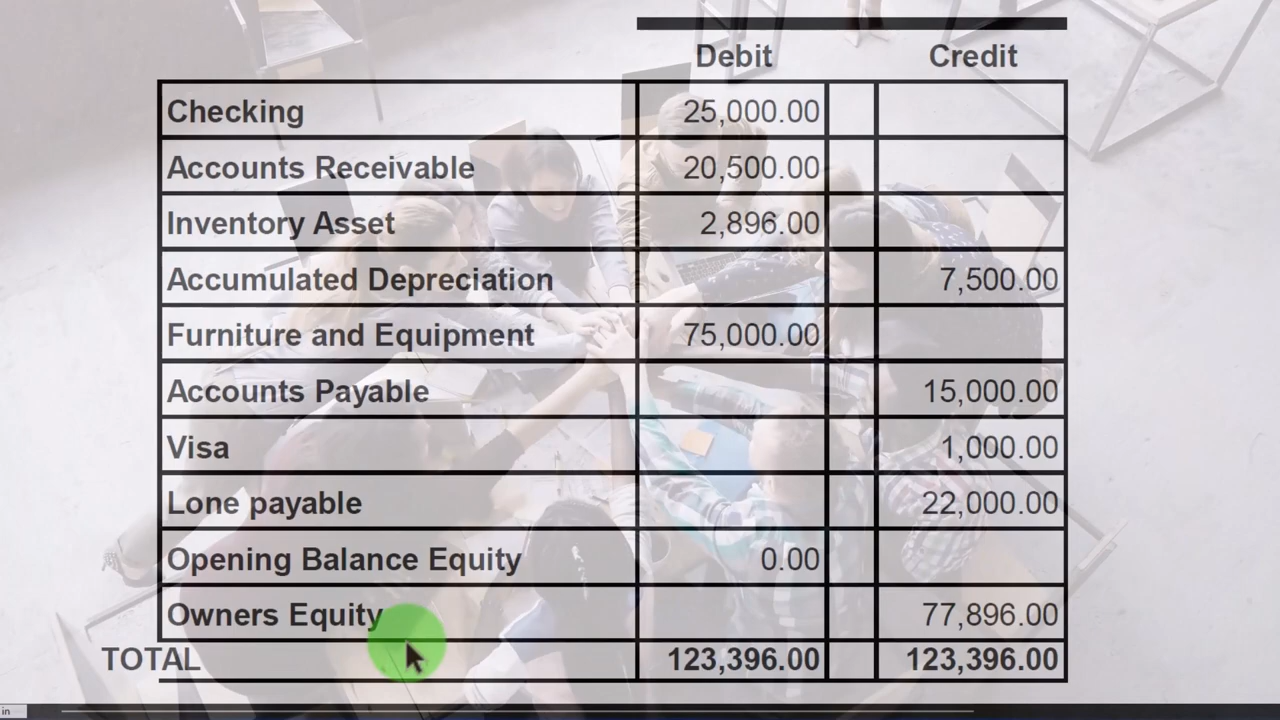 Debit Credit
Checking 25,000.00
Accounts Receivable 20,500.00
Inventory Asset 2,896.00
Accumulated Depreciation 7,500.00
Furniture and Equipment 75,000.00
Accounts Payable 15,000.00
Visa 1,000.00
Lone payable 22,000.00
Opening Balance Equity 0.00
Owners Equity 77,896.00
TOTAL 123,396.00 123,396.00
in